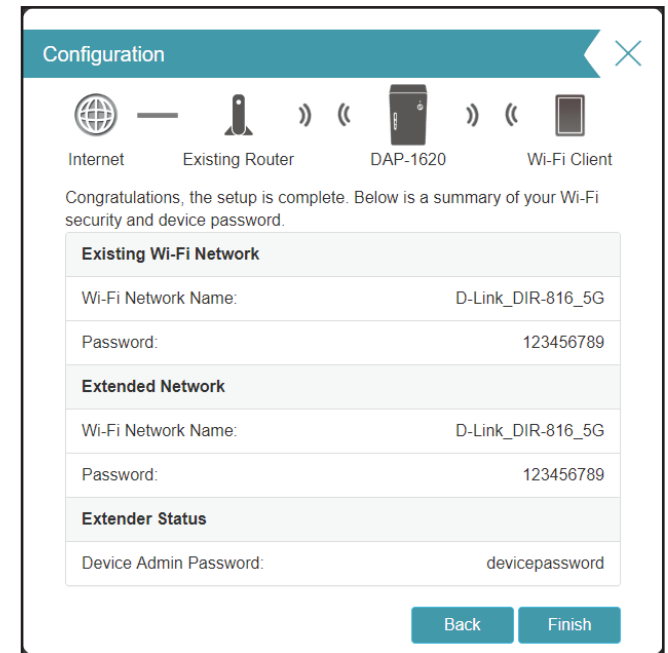 Configuration
Internet Existing Router DAP-1620 Wi-Fi Client
Congratulations, the setup is complete. Below is a summary of your Wi-Fi
security and device password.
Existing Wi-Fi Network
Wi-Fi Network Name: D-Link_DIR-816_5G
Password: 123456789
Extended Network
Wi-Fi Network Name: D-Link_DIR-816_5G
Password: 123456789
Extender Status
Device Admin Password: devicepassword
Back Finish